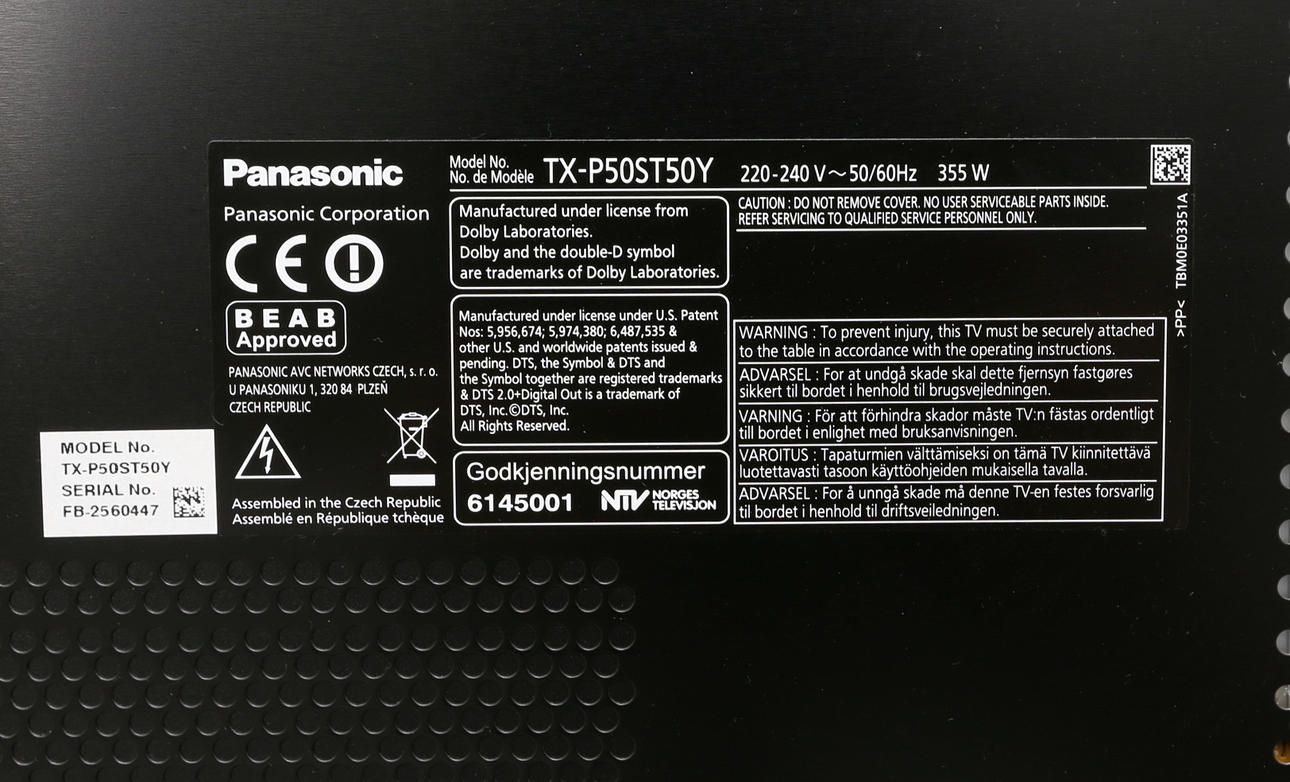 Panasonic
Panasonic Corporation
CE
BEAB
Approved
PANASONIC AVC NETWORKS CZECH, s. r. o.
U PANASONIKU 1, 320 84 PLZEŇ
CZECH REPUBLIC
Assembled in the Czech Republic
Assemblé en République tchèque
MODEL No.
TX-P50ST50Y
SERIAL No.
FB-2560447
Model No.
No. de Modèle
TX-P50ST50Y 220-240 V~50/60Hz 355 W
Manufactured under license from
Dolby Laboratories.
Dolby and the double-D symbol
are trademarks of Dolby Laboratories.
Manufactured under license under U.S. Patent
Nos: 5,956,674; 5,974,380; 6,487,535 &
other U.S. and worldwide patents issued &
pending. DTS, the Symbol & DTS and
the Symbol together are registered trademarks
& DTS 2.0+Digital Out is a trademark of
DTS, Inc.©DTS, Inc.
All Rights Reserved.
Godkjenningsnummer
6145001 NTV NORGES
TELEVISJON
CAUTION : DO NOT REMOVE COVER. NO USER SERVICEABLE PARTS INSIDE.
REFER SERVICING TO QUALIFIED SERVICE PERSONNEL ONLY.
WARNING : To prevent injury, this TV must be securely attached
to the table in accordance with the operating instructions.
ADVARSEL : For at undgå skade skal dette fjernsyn fastgøres
sikkert til bordet i henhold til brugsvejledningen.
VARNING : För att förhindra skador måste TV:n fästas ordentligt
till bordet i enlighet med bruksanvisningen.
VAROITUS : Tapaturmien välttämiseksi on tämä TV kiinnitettävä
luotettavasti tasoon käyttöohjeiden mukaisella tavalla.
ADVARSEL : For å unngå skade må denne TV-en festes forsvarlig
til bordet i henhold til driftsveiledningen.
>PP< TBM0E03351A